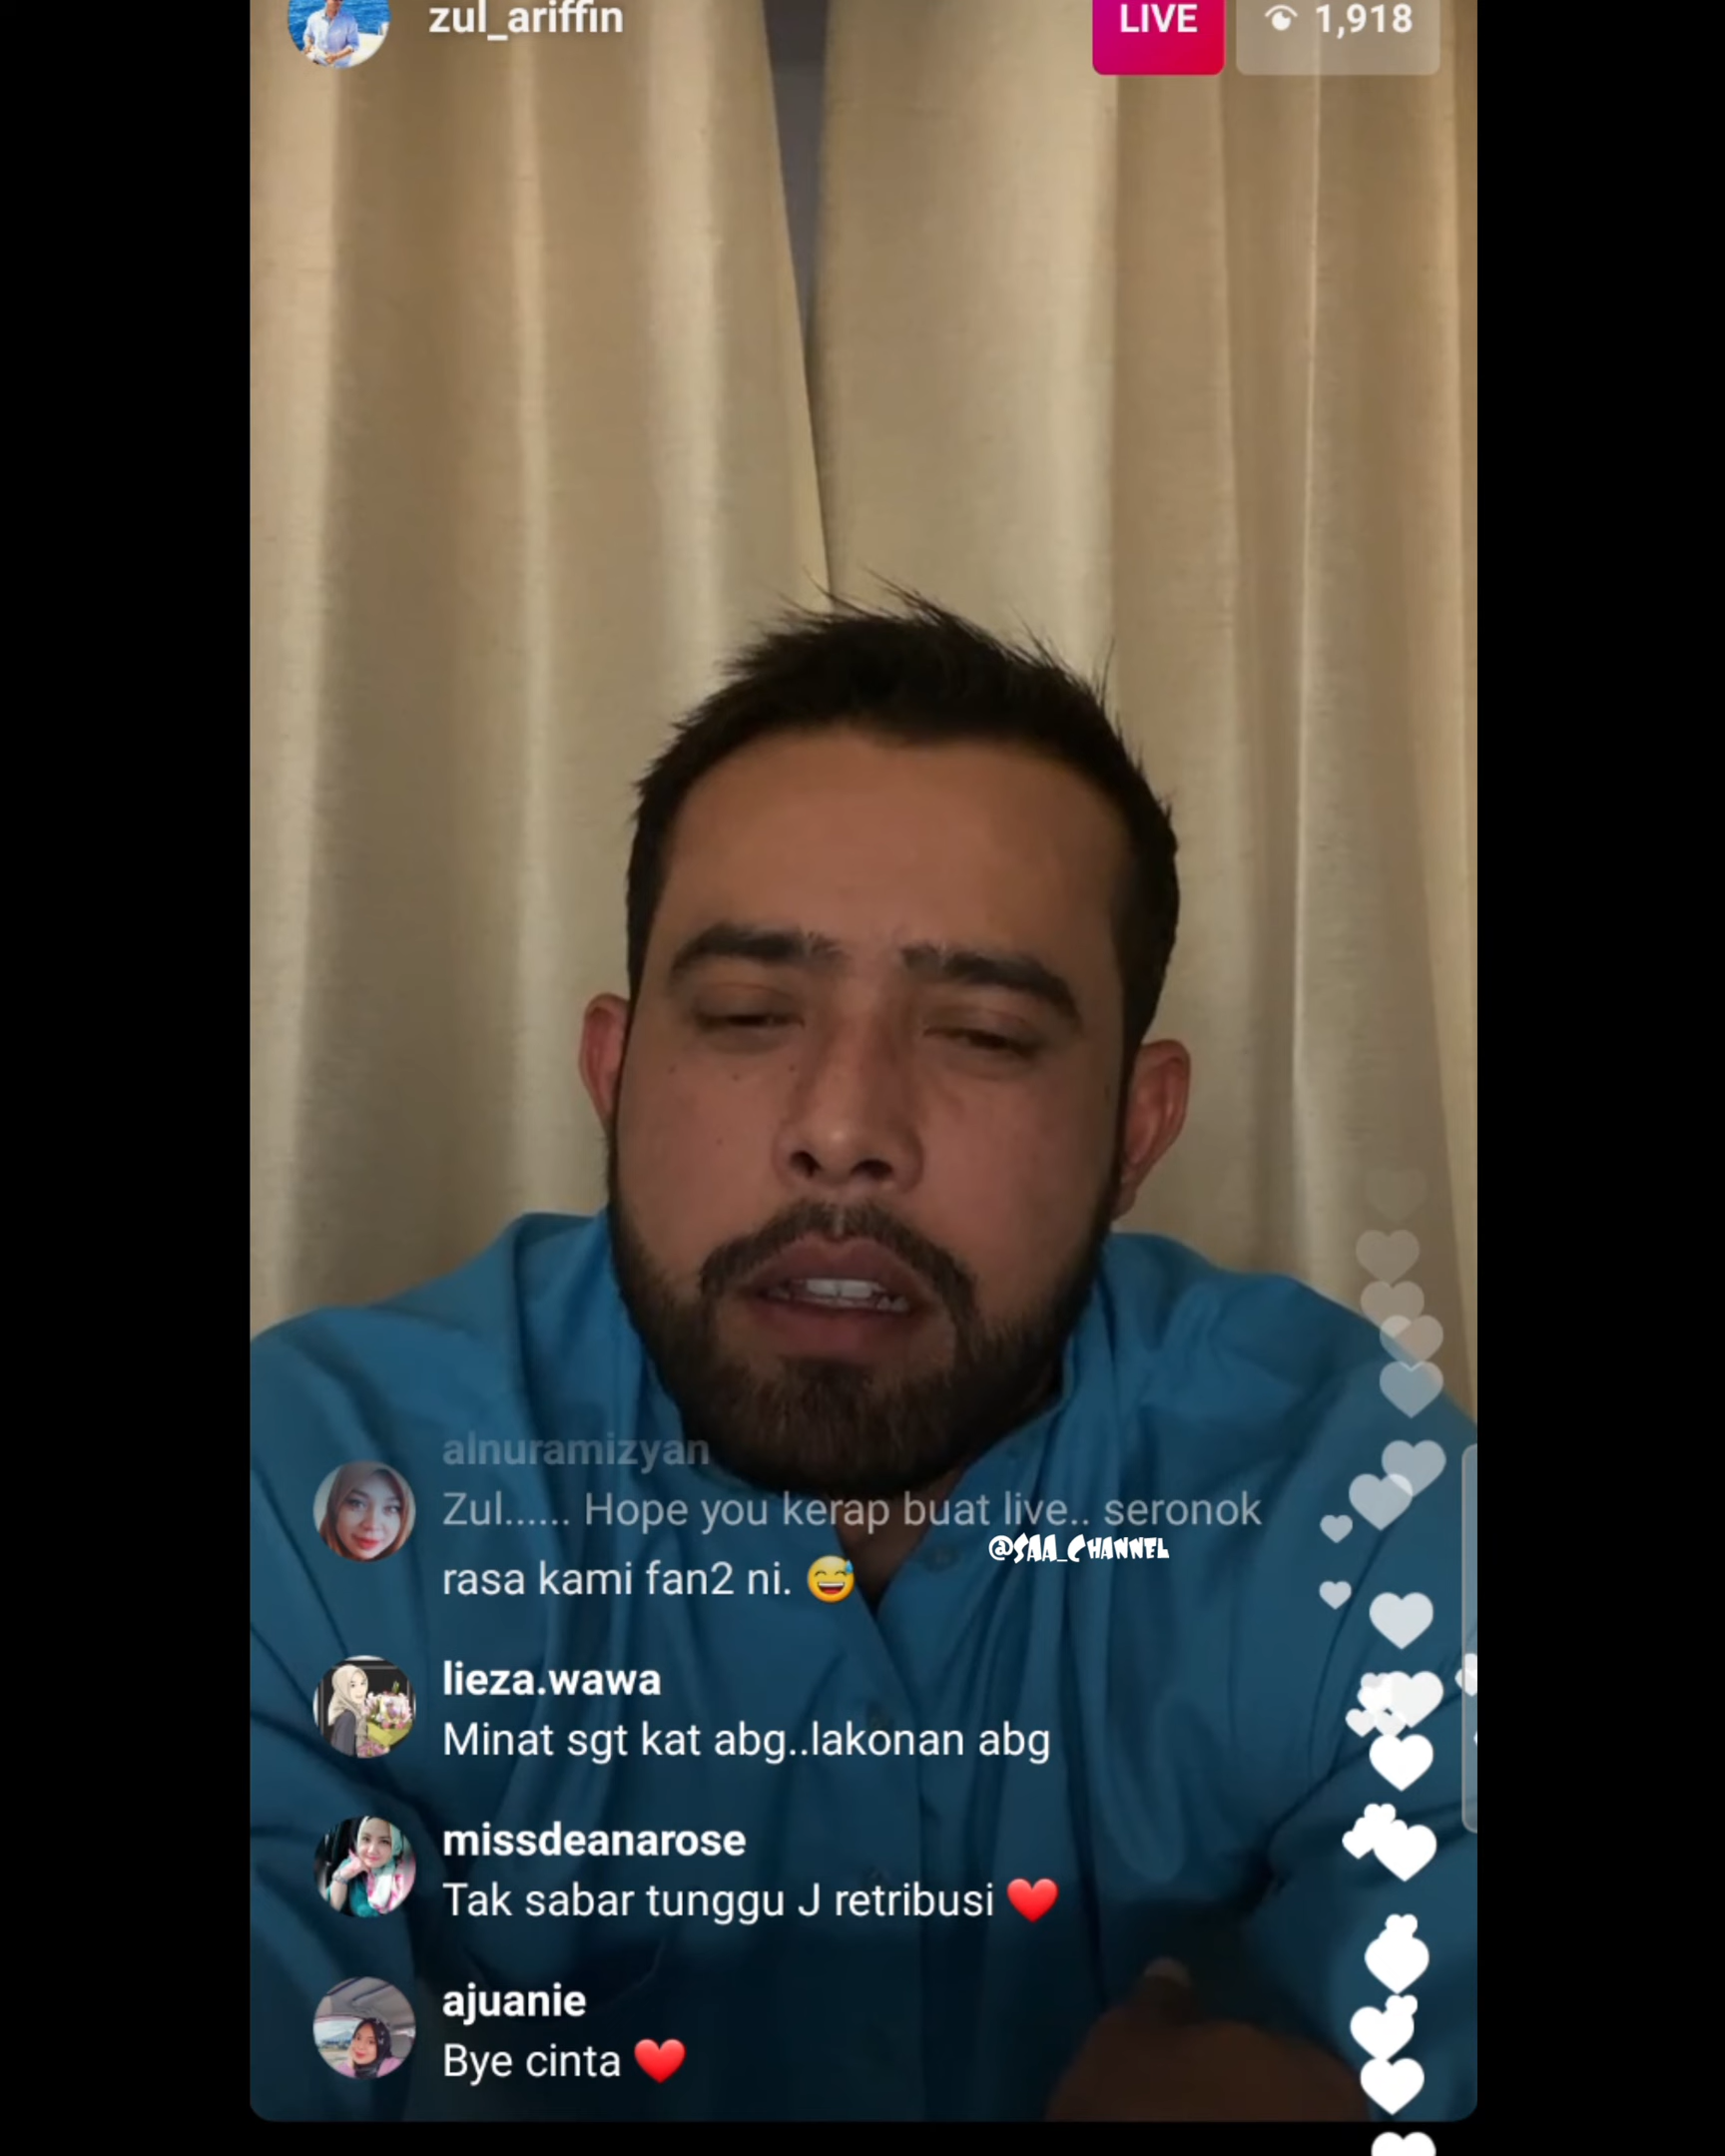 zul_ariffin
LIVE
1,918
alnuramizyan
Zul...... Hope you kerap buat live.. seronok
@SAA_CHANNEL
rasa kami fan2 ni. 😅
lieza.wawa
Minat sgt kat abg..lakonan abg
missdeanarose
Tak sabar tunggu J retribusi ❤️
ajuanie
Bye cinta ❤️